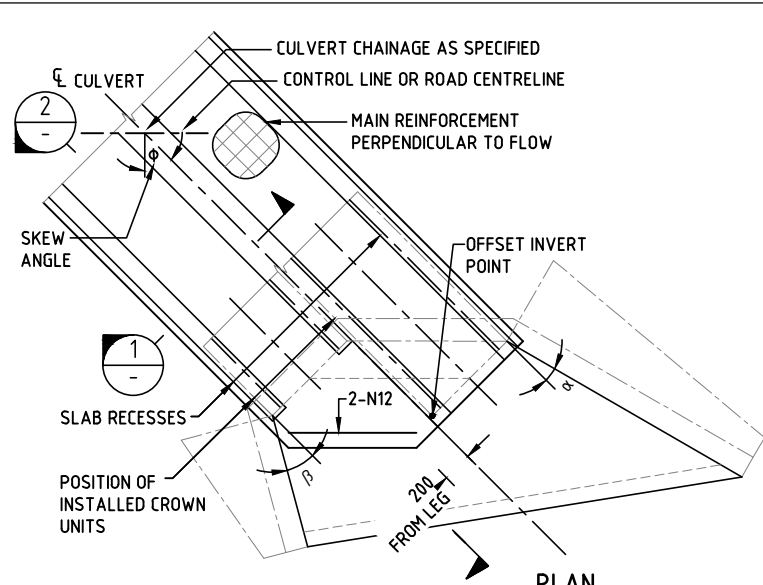 CULVERT CHAINAGE AS SPECIFIED
℄ CULVERT
CONTROL LINE OR ROAD CENTRELINE
2
-
MAIN REINFORCEMENT
PERPENDICULAR TO FLOW
Φ
SKEW
ANGLE
OFFSET INVERT
POINT
1
-
α
2-N12
SLAB RECESSES
β
POSITION OF
INSTALLED CROWN
UNITS
200
FROM LEG
PLAN